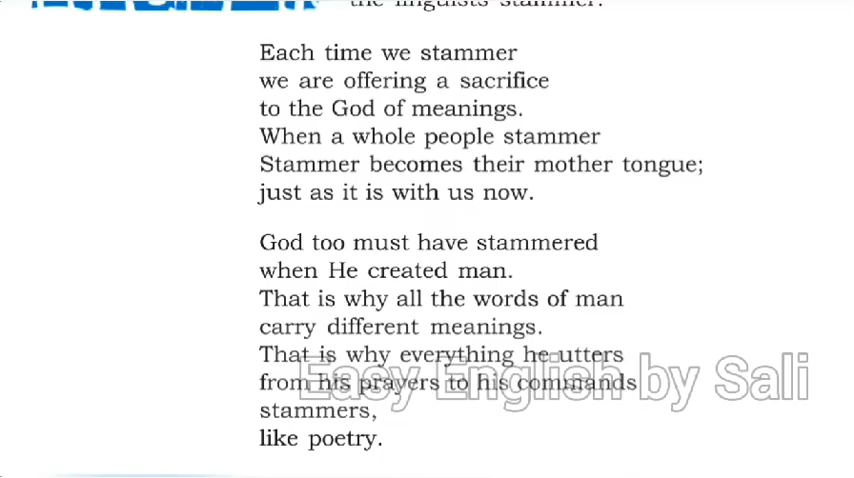 the linguists stammer.
Each time we stammer
we are offering a sacrifice
to the God of meanings.
When a whole people stammer
Stammer becomes their mother tongue;
just as it is with us now.
God too must have stammered
when He created man.
That is why all the words of man
carry different meanings.
That is why everything he utters
from his prayers to his commands
stammers,
like poetry.
Easy English by Sali